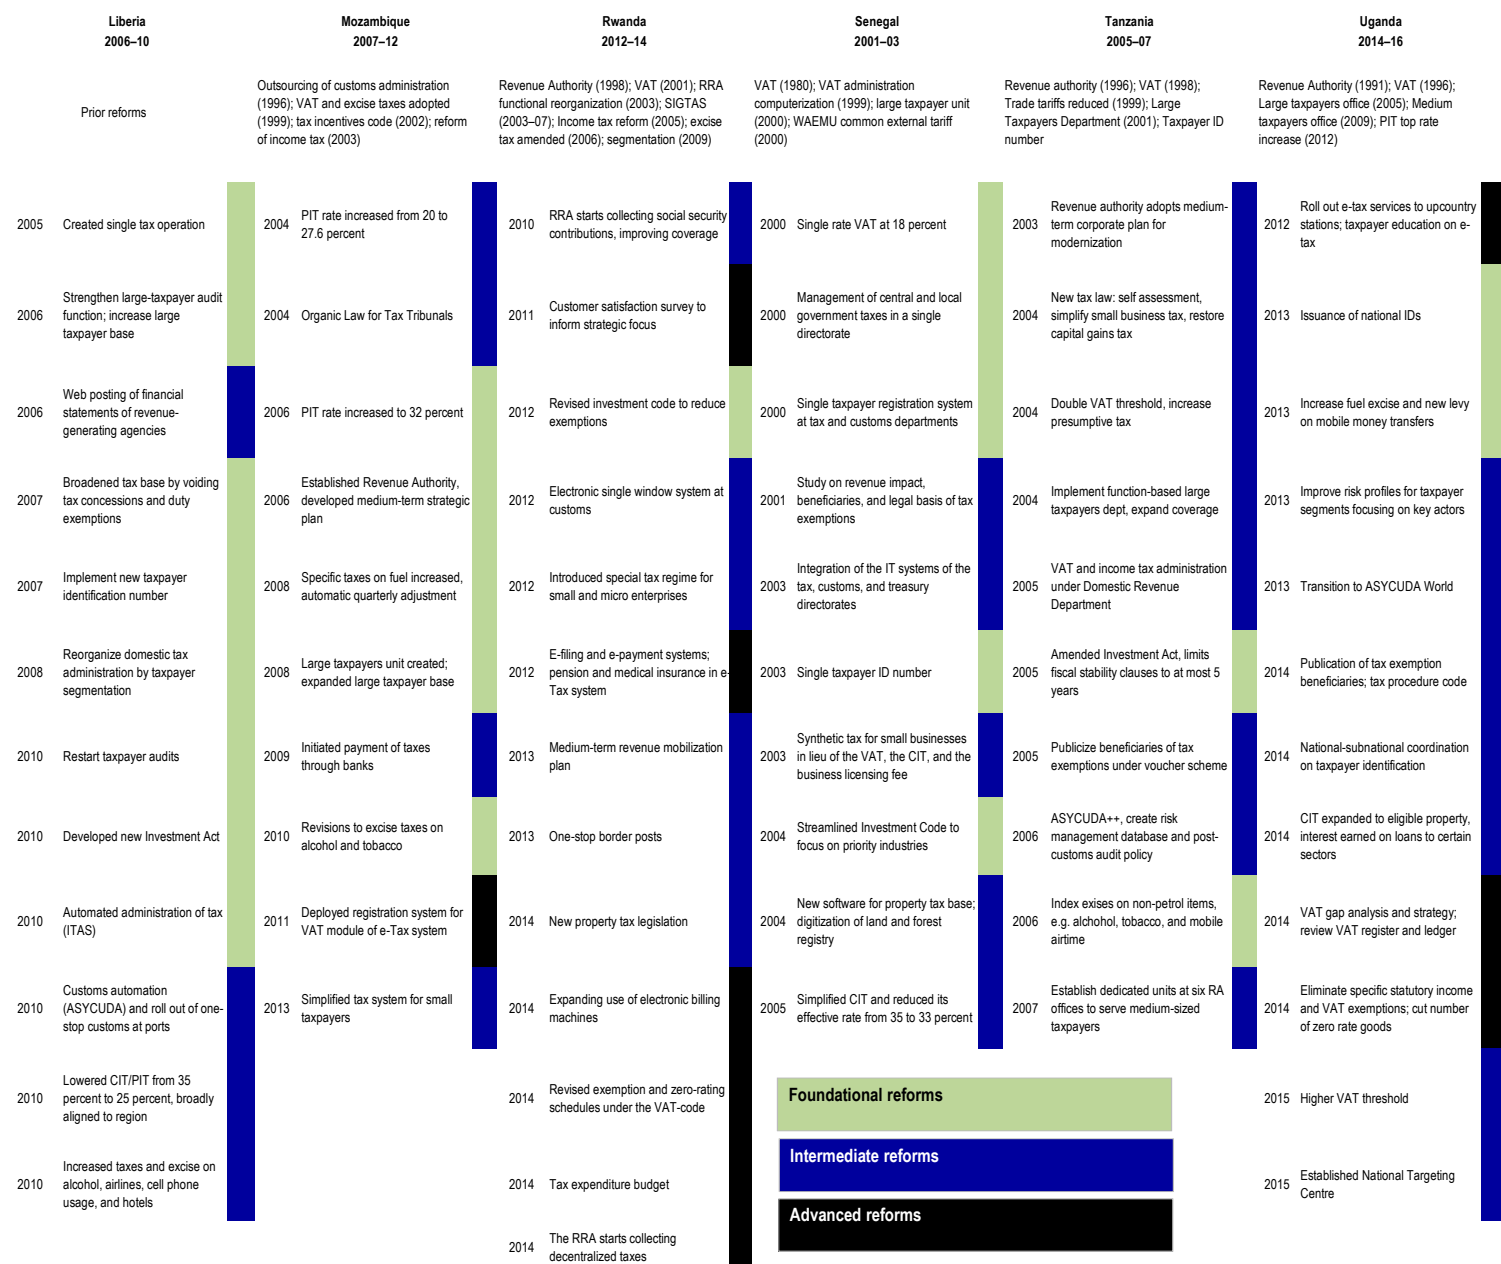 Liberia
2006–10
Mozambique
2007–12
Rwanda
2012–14
Senegal
2001–03
Tanzania
2005–07
Uganda
2014–16
Prior reforms
Outsourcing of customs administration
(1996); VAT and excise taxes adopted
(1999); tax incentives code (2002); reform
of income tax (2003)
Revenue Authority (1998); VAT (2001); RRA
functional reorganization (2003); SIGTAS
(2003–07); Income tax reform (2005); excise
tax amended (2006); segmentation (2009)
VAT (1980); VAT administration
computerization (1999); large taxpayer unit
(2000); WAEMU common external tariff
(2000)
Revenue authority (1996); VAT (1998);
Trade tariffs reduced (1999); Large
Taxpayers Department (2001); Taxpayer ID
number
Revenue Authority (1991); VAT (1996);
Large taxpayers office (2005); Medium
taxpayers office (2009); PIT top rate
increase (2012)
2005 Created single tax operation
2004 PIT rate increased from 20 to
27.6 percent
2010 RRA starts collecting social security
contributions, improving coverage
2000 Single rate VAT at 18 percent
2003 Revenue authority adopts medium-
term corporate plan for
modernization
2012 Roll out e-tax services to upcountry
stations; taxpayer education on e-
tax
2006 Strengthen large-taxpayer audit
function; increase large
taxpayer base
2004 Organic Law for Tax Tribunals
2011 Customer satisfaction survey to
inform strategic focus
2000 Management of central and local
government taxes in a single
directorate
2004 New tax law: self assessment,
simplify small business tax, restore
capital gains tax
2013 Issuance of national IDs
2006 Web posting of financial
statements of revenue-
generating agencies
2006 PIT rate increased to 32 percent
2012 Revised investment code to reduce
exemptions
2000 Single taxpayer registration system
at tax and customs departments
2004 Double VAT threshold, increase
presumptive tax
2013 Increase fuel excise and new levy
on mobile money transfers
2007 Broadened tax base by voiding
tax concessions and duty
exemptions
2006 Established Revenue Authority,
developed medium-term strategic
plan
2012 Electronic single window system at
customs
2001 Study on revenue impact,
beneficiaries, and legal basis of tax
exemptions
2004 Implement function-based large
taxpayers dept, expand coverage
2013 Improve risk profiles for taxpayer
segments focusing on key actors
2007 Implement new taxpayer
identification number
2008 Specific taxes on fuel increased,
automatic quarterly adjustment
2012 Introduced special tax regime for
small and micro enterprises
2003 Integration of the IT systems of the
tax, customs, and treasury
directorates
2005 VAT and income tax administration
under Domestic Revenue
Department
2013 Transition to ASYCUDA World
2008 Reorganize domestic tax
administration by taxpayer
segmentation
2008 Large taxpayers unit created;
expanded large taxpayer base
2012 E-filing and e-payment systems;
pension and medical insurance in e-
Tax system
2003 Single taxpayer ID number
2005 Amended Investment Act, limits
fiscal stability clauses to at most 5
years
2014 Publication of tax exemption
beneficiaries; tax procedure code
2010 Restart taxpayer audits
2009 Initiated payment of taxes
through banks
2013 Medium-term revenue mobilization
plan
2003 Synthetic tax for small businesses
in lieu of the VAT, the CIT, and the
business licensing fee
2005 Publicize beneficiaries of tax
exemptions under voucher scheme
2014 National-subnational coordination
on taxpayer identification
2010 Developed new Investment Act
2010 Revisions to excise taxes on
alcohol and tobacco
2013 One-stop border posts
2004 Streamlined Investment Code to
focus on priority industries
2006 ASYCUDA++, create risk
management database and post-
customs audit policy
2014 CIT expanded to eligible property,
interest earned on loans to certain
sectors
2010 Automated administration of tax
(ITAS)
2011 Deployed registration system for
VAT module of e-Tax system
2014 New property tax legislation
2004 New software for property tax base;
digitization of land and forest
registry
2006 Index exises on non-petrol items,
e.g. alchohol, tobacco, and mobile
airtime
2014 VAT gap analysis and strategy;
review VAT register and ledger
2010 Customs automation
(ASYCUDA) and roll out of one-
stop customs at ports
2013 Simplified tax system for small
taxpayers
2014 Expanding use of electronic billing
machines
2005 Simplified CIT and reduced its
effective rate from 35 to 33 percent
2007 Establish dedicated units at six RA
offices to serve medium-sized
taxpayers
2014 Eliminate specific statutory income
and VAT exemptions; cut number
of zero rate goods
2010 Lowered CIT/PIT from 35
percent to 25 percent, broadly
aligned to region
2014 Revised exemption and zero-rating
schedules under the VAT-code
Foundational reforms
2015 Higher VAT threshold
2010 Increased taxes and excise on
alcohol, airlines, cell phone
usage, and hotels
2014 Tax expenditure budget
Intermediate reforms
2015 Established National Targeting
Centre
2014 The RRA starts collecting
decentralized taxes
Advanced reforms